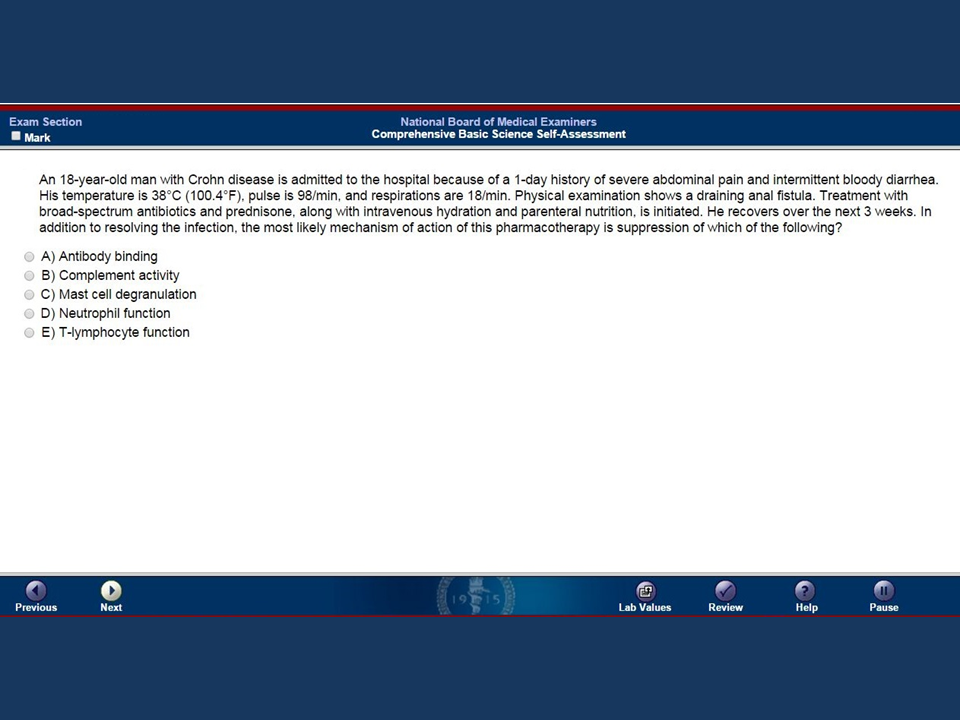 Exam Section
Mark
National Board of Medical Examiners
Comprehensive Basic Science Self-Assessment
An 18-year-old man with Crohn disease is admitted to the hospital because of a 1-day history of severe abdominal pain and intermittent bloody diarrhea.
His temperature is 38°C (100.4°F), pulse is 98/min, and respirations are 18/min. Physical examination shows a draining anal fistula. Treatment with
broad-spectrum antibiotics and prednisone, along with intravenous hydration and parenteral nutrition, is initiated. He recovers over the next 3 weeks. In
addition to resolving the infection, the most likely mechanism of action of this pharmacotherapy is suppression of which of the following?
A) Antibody binding
B) Complement activity
C) Mast cell degranulation
D) Neutrophil function
E) T-lymphocyte function
19 15
Previous
Next
Lab Values
Review
Help
Pause